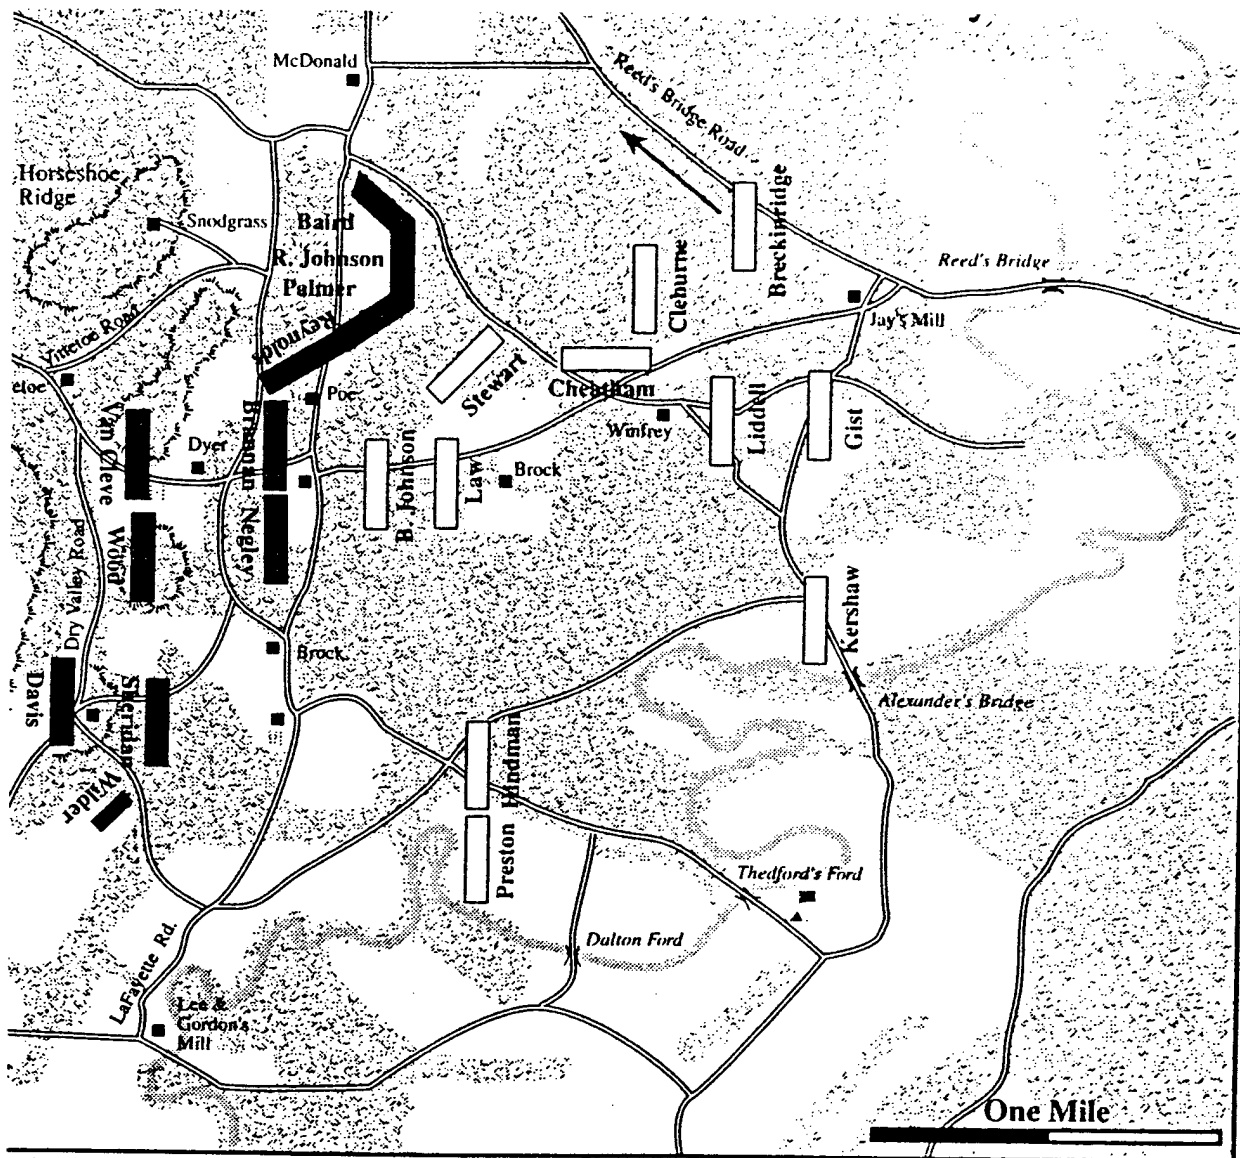 McDonald
Reed's Bridge Road
Horseshoe
Ridge
Snodgrass
Baird
R. Johnson
Palmer
Reynolds
Breckinridge
Cleburne
Reed's Bridge
Jay's Mill
Vittetoe Road
etoe
Stewart
Cheatham
Poe
Liddell
Gist
Winfrey
Van Cleve
Dyer
Brannan
B. Johnson
Law
Brock
Negley
Wood
Dry Valley Road
Kershaw
Brock
Alexander's Bridge
Davis
Sheridan
Wilder
Hindman
Preston
Thedford's Ford
Dalton Ford
LaFayette Rd.
Lee &
Gordon's
Mill
One Mile